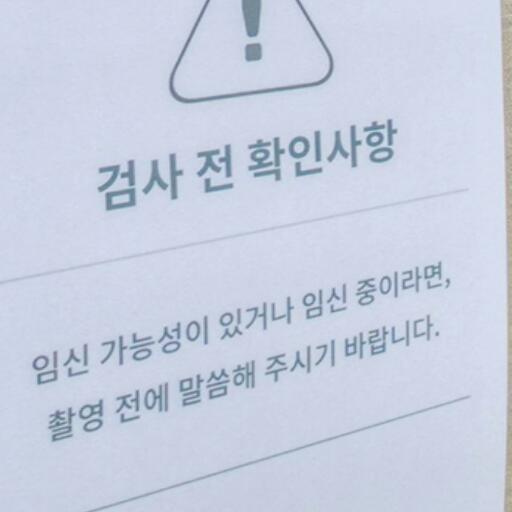 검사 전 확인사항
임신 가능성이 있거나 임신 중이라면,
촬영 전에 말씀해 주시기 바랍니다.